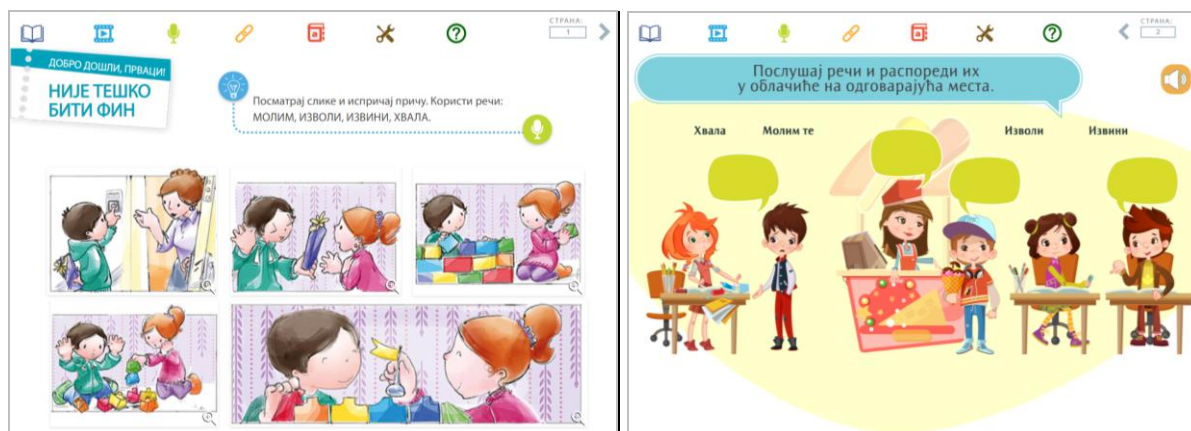 СТРАНА:
1
ДОБРО ДОШЛИ, ПРВАЦИ!
НИЈЕ ТЕШКО
БИТИ ФИН
Посматрај слике и испричај причу. Користи речи:
МОЛИМ, ИЗВОЛИ, ИЗВИНИ, ХВАЛА.
СТРАНА:
2
Послушај речи и распореди их
у облачиће на одговарајућа места.
Хвала Молим те Изволи Извини